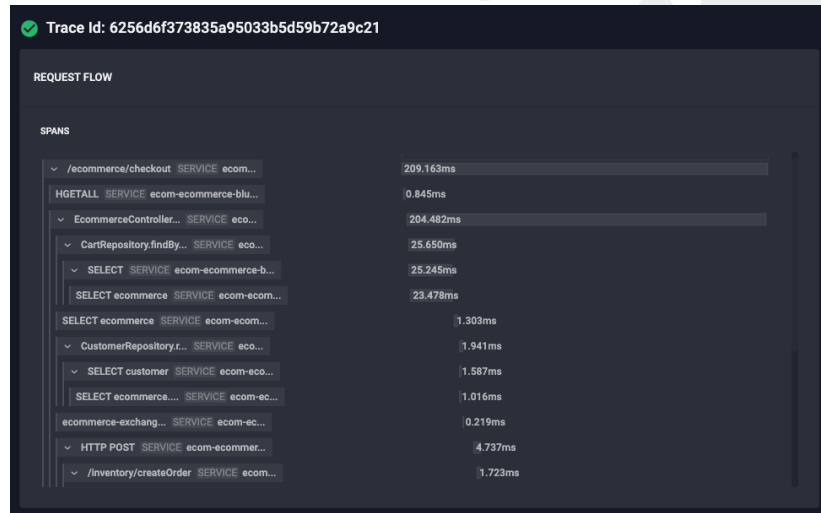 Trace Id: 6256d6f373835a95033b5d59b72a9c21
REQUEST FLOW
SPANS
/ecommerce/checkout SERVICE ecom... 209.163ms
HGETALL SERVICE ecom-ecommerce-blu... 0.845ms
EcommerceController... SERVICE eco... 204.482ms
CartRepository.findBy... SERVICE eco... 25.650ms
SELECT SERVICE ecom-ecommerce-b... 25.245ms
SELECT ecommerce SERVICE ecom-ecom... 23.478ms
SELECT ecommerce SERVICE ecom-ecom... 1.303ms
CustomerRepository.r... SERVICE eco... 1.941ms
SELECT customer SERVICE ecom-eco... 1.587ms
SELECT ecommerce.... SERVICE ecom-ec... 1.016ms
ecommerce-exchang... SERVICE ecom-ec... 0.219ms
HTTP POST SERVICE ecom-ecommer... 4.737ms
/inventory/createOrder SERVICE ecom... 1.723ms